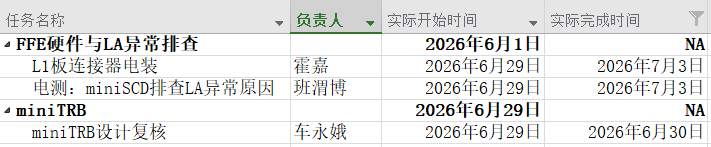 任务名称 负责人 实际开始时间 实际完成时间
FFE硬件与LA异常排查 2026年6月1日 NA
L1板连接器电装 霍嘉 2026年6月29日 2026年7月3日
电测：miniSCD排查LA异常原因 班渭博 2026年6月29日 2026年7月3日
miniTRB 2026年6月29日 NA
miniTRB设计复核 车永娥 2026年6月29日 2026年6月30日